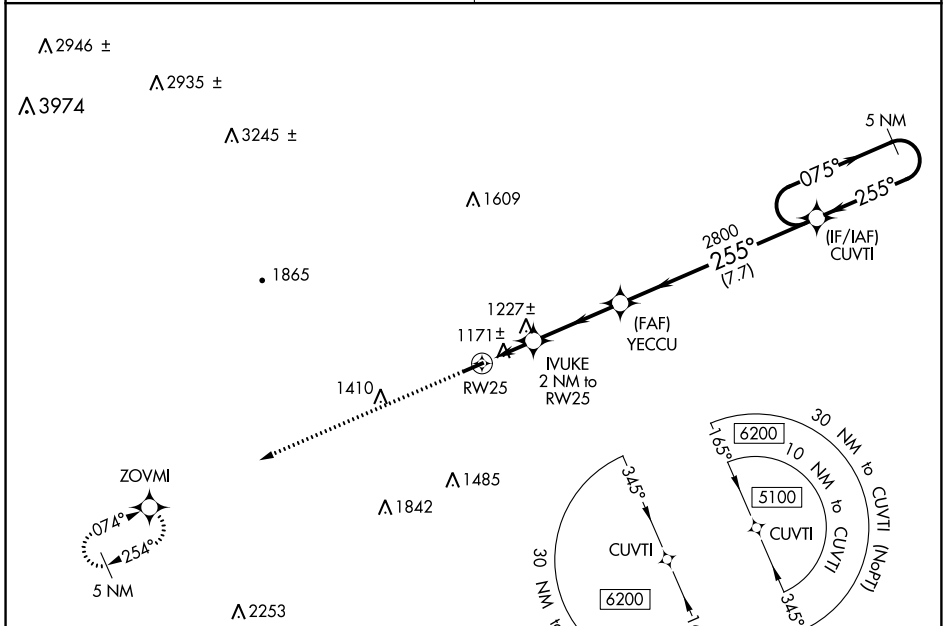 2946 ±
2935 ±
3974
3245 ±
5 NM
075°
255°
1609
(IF/IAF)
CUVTI
2800
255°
(7.7)
1865
(FAF)
YECCU
1227±
1171±
IVUKE
2 NM to
RW25
RW25
1410
ZOVMI
074°
254°
5 NM
1485
1842
2253
345°
CUVTI
30 NM to
6200
165°
6200
30 NM to CUVTI (NoPT)
10 NM to CUVTI
5100
CUVTI
345°